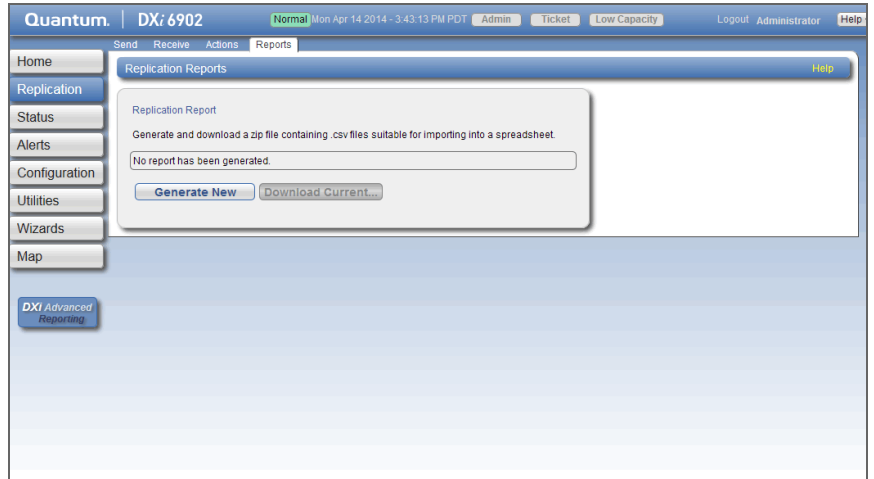 Quantum. DXi 6902 Normal Mon Apr 14 2014 - 3:43:13 PM PDT Admin Ticket Low Capacity Logout Administrator Help
Send Receive Actions Reports
Home
Replication
Status
Alerts
Configuration
Utilities
Wizards
Map
DXi Advanced
Reporting
Replication Reports Help
Replication Report
Generate and download a zip file containing .csv files suitable for importing into a spreadsheet.
No report has been generated.
Generate New Download Current...